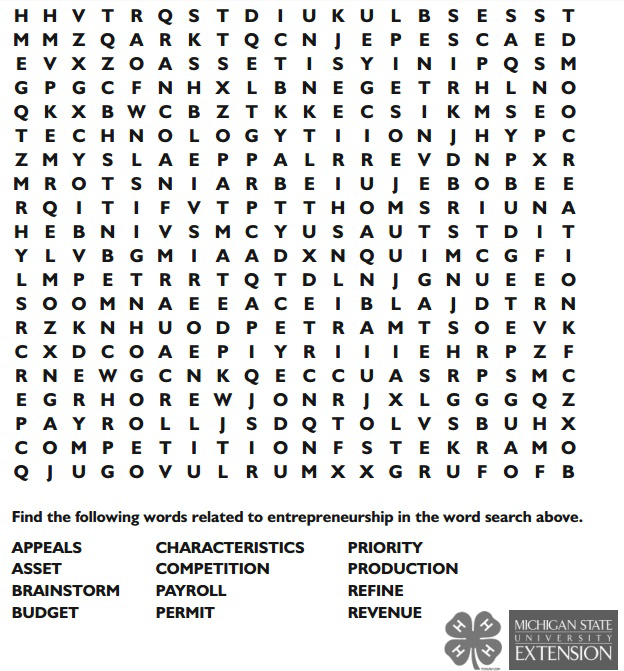 H H V T R Q S T D I U K U L B S E S S T
M M Z Q A R K T Q C N J E P E S C A E D
E V X Z O A S S E T I S Y I N I P Q S M
G P G C F N H X L B N E G E T R H L N O
Q K X B W C B Z T K K E C S I K M S E O
T E C H N O L O G Y T I I O N J H Y P C
Z M Y S L A E P P A L R R E V D N P X R
M R O T S N I A R B E I U J E B O B E E
R Q I T I F V T P T T H O M S R I U N A
H E B N I V S M C Y U S A U T S T D I T
Y L V B G M I A A D X N Q U I M C G F I
L M P E T R R T Q T D L N J G N U E E O
S O O M N A E E A C E I B L A J D T R N
R Z K N H U O D P E T R A M T S O E V K
C X D C O A E P I Y R I I I E H R P Z F
R N E W G C N K Q E C C U A S R P S M C
E G R H O R E W J O N R J X L G G G Q Z
P A Y R O L L J S D Q T O L V S B U H X
C O M P E T I T I O N F S T E K R A M O
Q J U G O V U L R U M X X G R U F O F B
Find the following words related to entrepreneurship in the word search above.
APPEALS CHARACTERISTICS PRIORITY
ASSET COMPETITION PRODUCTION
BRAINSTORM PAYROLL REFINE
BUDGET PERMIT REVENUE
H H H H
MICHIGAN STATE
UNIVERSITY
EXTENSION